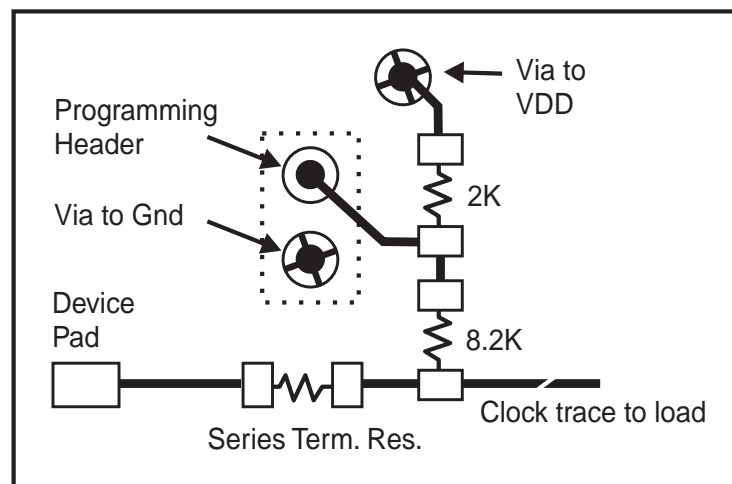 Via to
VDD
Programming
Header
2K
Via to Gnd
Device
Pad
8.2K
Clock trace to load
Series Term. Res.